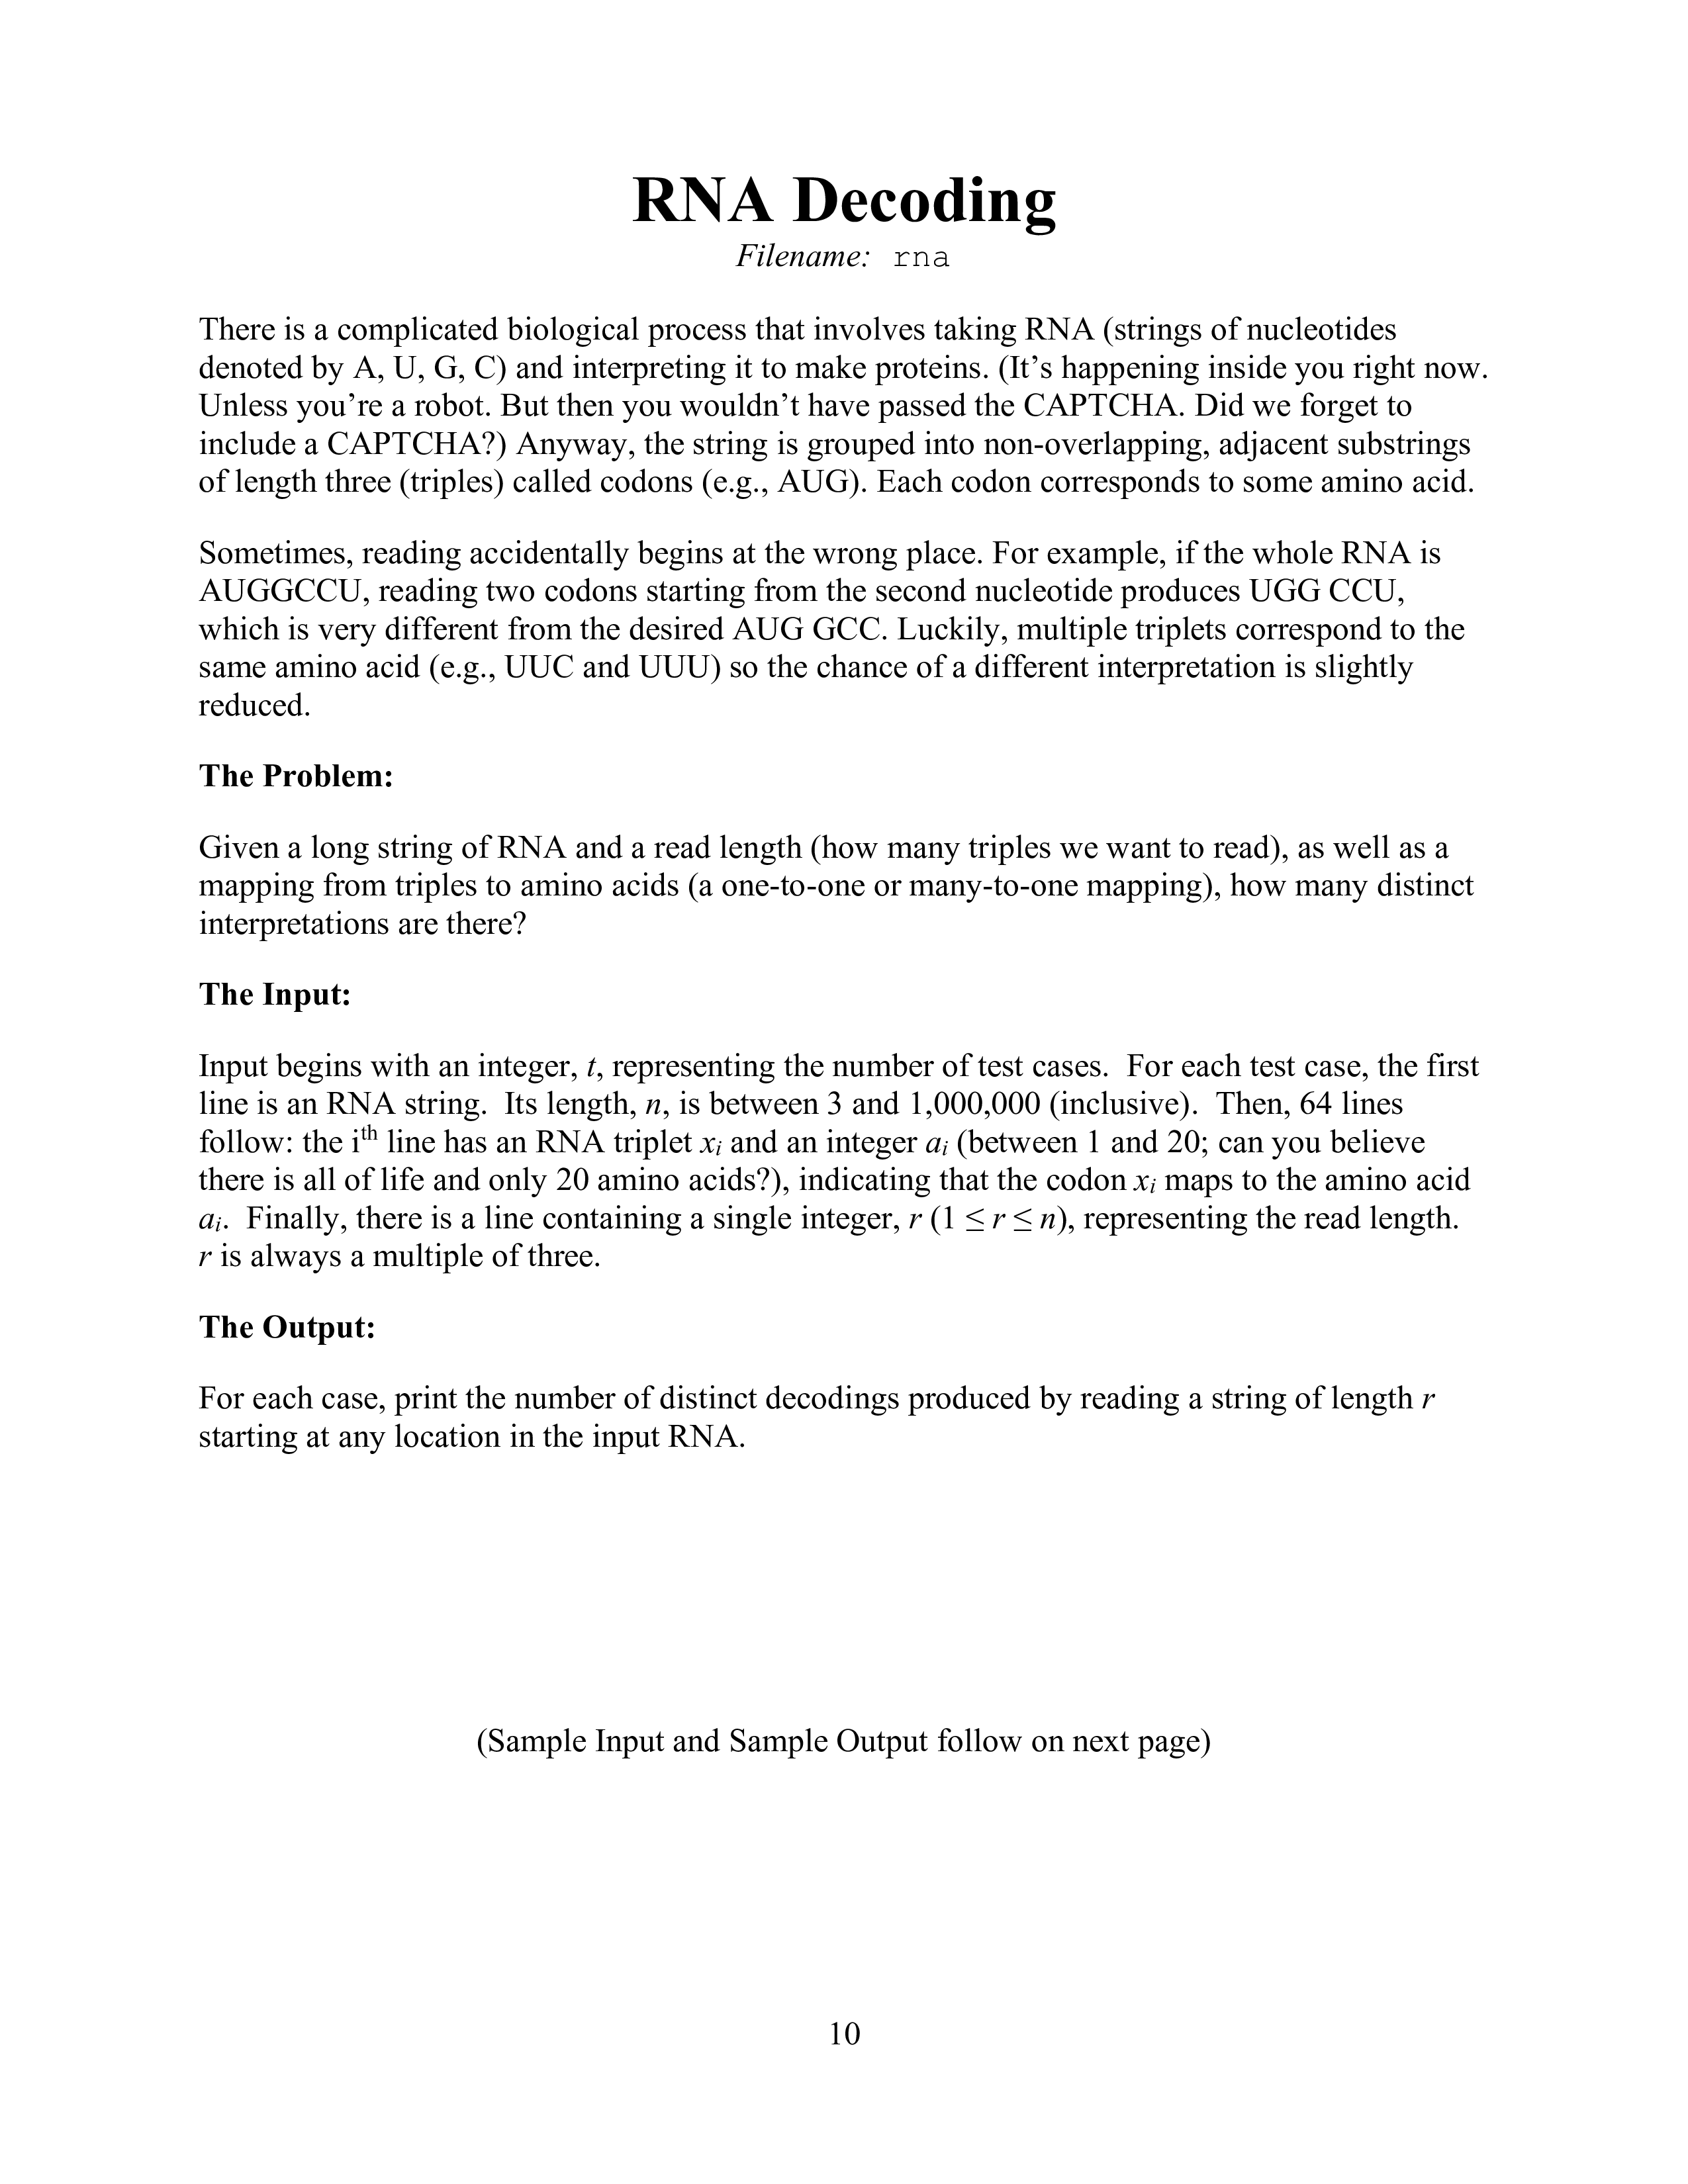 RNA Decoding
Filename: rna
There is a complicated biological process that involves taking RNA (strings of nucleotides
denoted by A, U, G, C) and interpreting it to make proteins. (It’s happening inside you right now.
Unless you’re a robot. But then you wouldn’t have passed the CAPTCHA. Did we forget to
include a CAPTCHA?) Anyway, the string is grouped into non-overlapping, adjacent substrings
of length three (triples) called codons (e.g., AUG). Each codon corresponds to some amino acid.
Sometimes, reading accidentally begins at the wrong place. For example, if the whole RNA is
AUGGCCU, reading two codons starting from the second nucleotide produces UGG CCU,
which is very different from the desired AUG GCC. Luckily, multiple triplets correspond to the
same amino acid (e.g., UUC and UUU) so the chance of a different interpretation is slightly
reduced.
The Problem:
Given a long string of RNA and a read length (how many triples we want to read), as well as a
mapping from triples to amino acids (a one-to-one or many-to-one mapping), how many distinct
interpretations are there?
The Input:
Input begins with an integer, t, representing the number of test cases.  For each test case, the first
line is an RNA string.  Its length, n, is between 3 and 1,000,000 (inclusive).  Then, 64 lines
follow: the ith line has an RNA triplet xi and an integer ai (between 1 and 20; can you believe
there is all of life and only 20 amino acids?), indicating that the codon xi maps to the amino acid
ai.  Finally, there is a line containing a single integer, r (1 ≤ r ≤ n), representing the read length.
r is always a multiple of three.
The Output:
For each case, print the number of distinct decodings produced by reading a string of length r
starting at any location in the input RNA.
(Sample Input and Sample Output follow on next page)
10